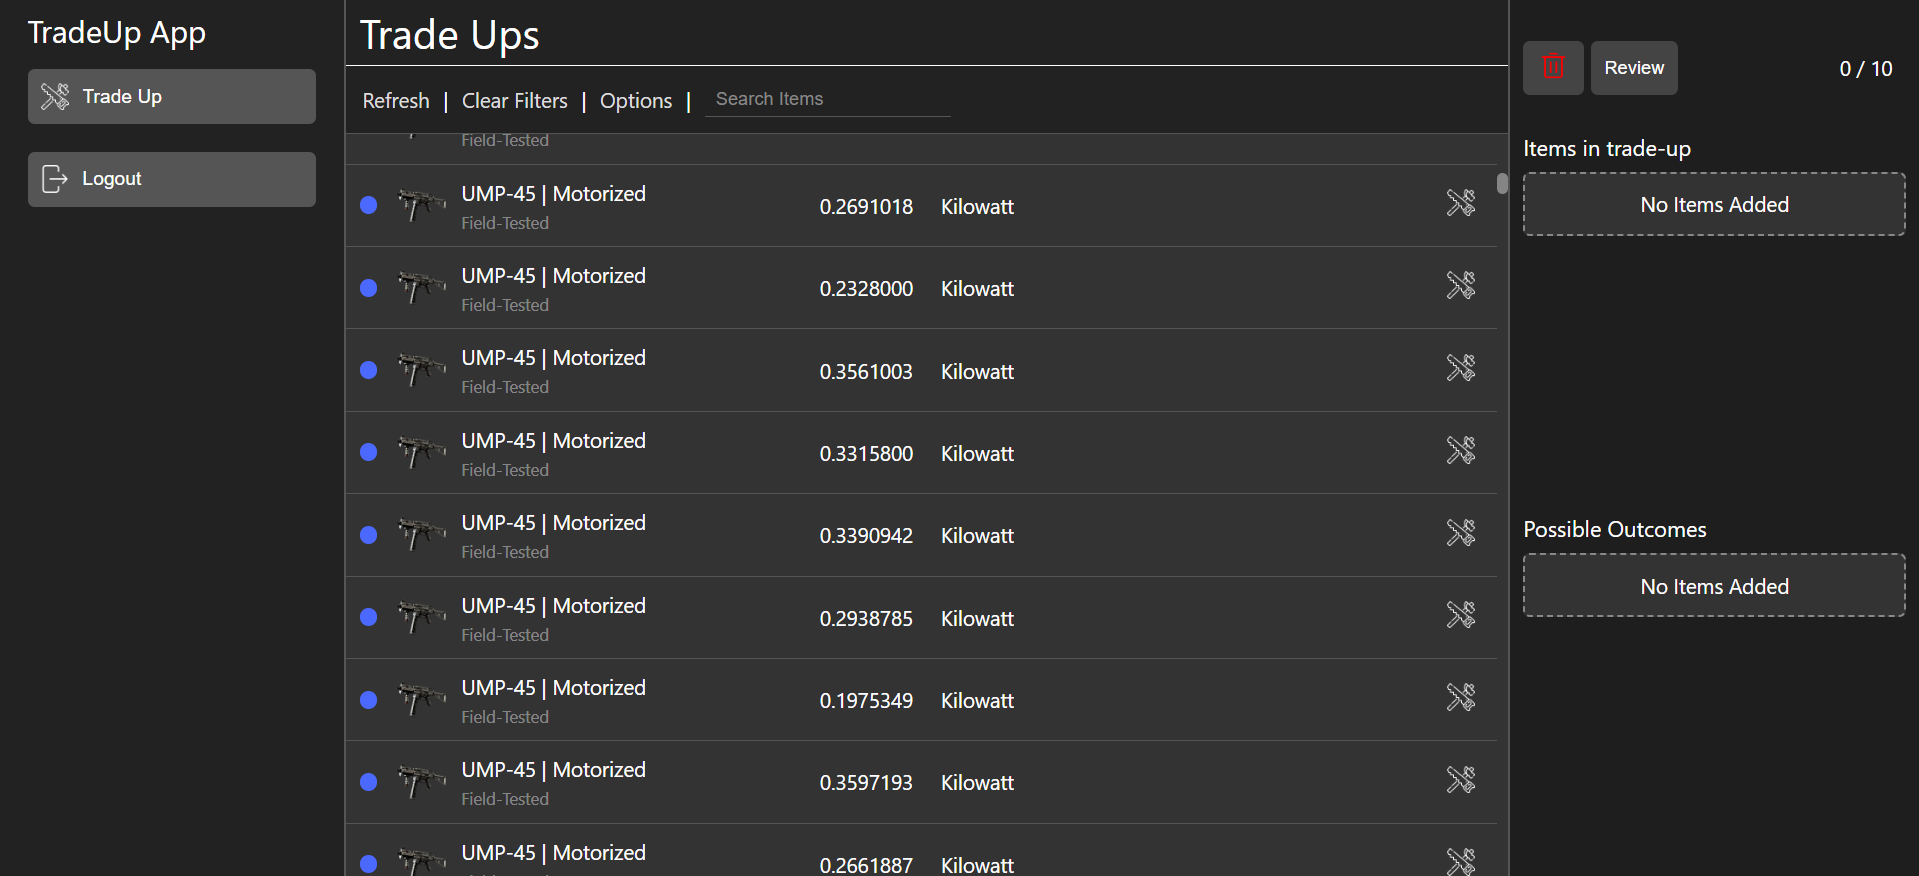 TradeUp App
Trade Up
Logout
Trade Ups
Refresh | Clear Filters | Options | Search Items
Field-Tested
UMP-45 | Motorized
Field-Tested
0.2691018 Kilowatt
UMP-45 | Motorized
Field-Tested
0.2328000 Kilowatt
UMP-45 | Motorized
Field-Tested
0.3561003 Kilowatt
UMP-45 | Motorized
Field-Tested
0.3315800 Kilowatt
UMP-45 | Motorized
Field-Tested
0.3390942 Kilowatt
UMP-45 | Motorized
Field-Tested
0.2938785 Kilowatt
UMP-45 | Motorized
Field-Tested
0.1975349 Kilowatt
UMP-45 | Motorized
Field-Tested
0.3597193 Kilowatt
UMP-45 | Motorized
0.2661887 Kilowatt
Review
0 / 10
Items in trade-up
No Items Added
Possible Outcomes
No Items Added